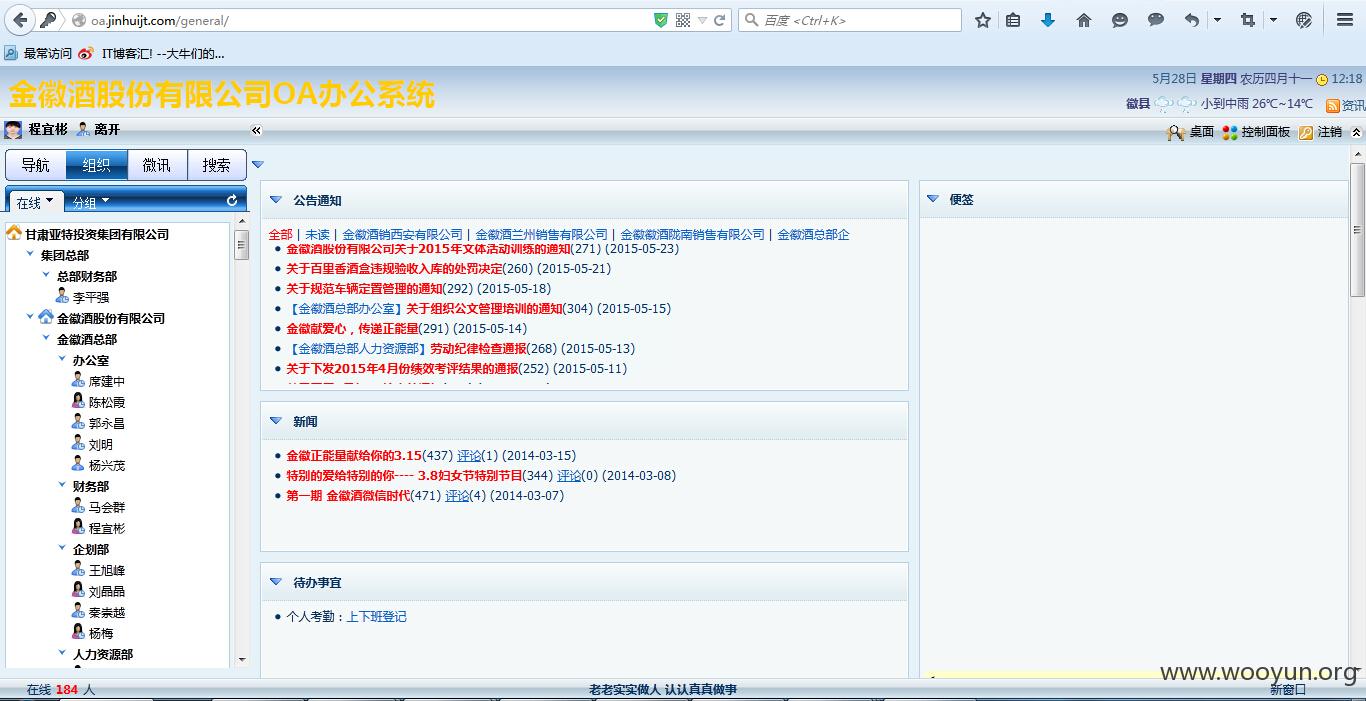 oa.jinhuijt.com/general/
百度 <Ctrl+K>
最常访问 IT博客汇! --大牛们的...
5月28日 星期四 农历四月十一 12:18
金徽酒股份有限公司OA办公系统
徽县 小到中雨 26℃~14℃ 资讯
程宜彬 离开
桌面 控制面板 注销
导航 组织 微讯 搜索
在线 分组
甘肃亚特投资集团有限公司
集团总部
总部财务部
李平强
金徽酒股份有限公司
金徽酒总部
办公室
席建中
陈松霞
郭永昌
刘明
杨兴茂
财务部
马会群
程宜彬
企划部
王旭峰
刘晶晶
秦崇越
杨梅
人力资源部
公告通知
全部 | 未读 | 金徽酒销西安有限公司 | 金徽酒兰州销售有限公司 | 金徽徽酒陇南销售有限公司 | 金徽酒总部企
金徽酒股份有限公司关于2015年文体活动训练的通知(271) (2015-05-23)
关于百里香酒盒违规验收入库的处罚决定(260) (2015-05-21)
关于规范车辆定置管理的通知(292) (2015-05-18)
【金徽酒总部办公室】关于组织公文管理培训的通知(304) (2015-05-15)
金徽献爱心，传递正能量(291) (2015-05-14)
【金徽酒总部人力资源部】劳动纪律检查通报(268) (2015-05-13)
关于下发2015年4月份绩效考评结果的通报(252) (2015-05-11)
新闻
金徽正能量献给你的3.15(437) 评论(1) (2014-03-15)
特别的爱给特别的你---- 3.8妇女节特别节目(344) 评论(0) (2014-03-08)
第一期 金徽酒微信时代(471) 评论(4) (2014-03-07)
待办事宜
个人考勤：上下班登记
便签
www.wooyun.org
在线 184 人
老老实实做人 认认真真做事
新窗口